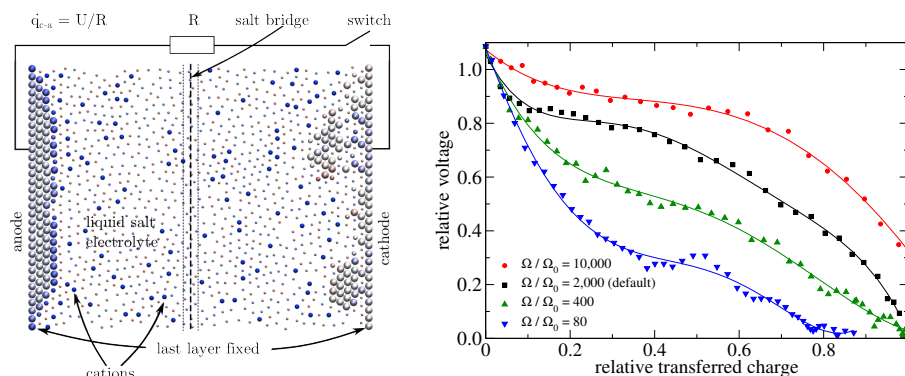 q̇c-a = U/R
R
salt bridge
switch
anode
liquid salt
electrolyte
cathode
last layer fixed
cations
relative voltage
1.0
0.8
0.6
0.4
0.2
0.0
Ω / Ω0 = 10,000
Ω / Ω0 = 2,000 (default)
Ω / Ω0 = 400
Ω / Ω0 = 80
0 0.2 0.4 0.6 0.8
relative transferred charge